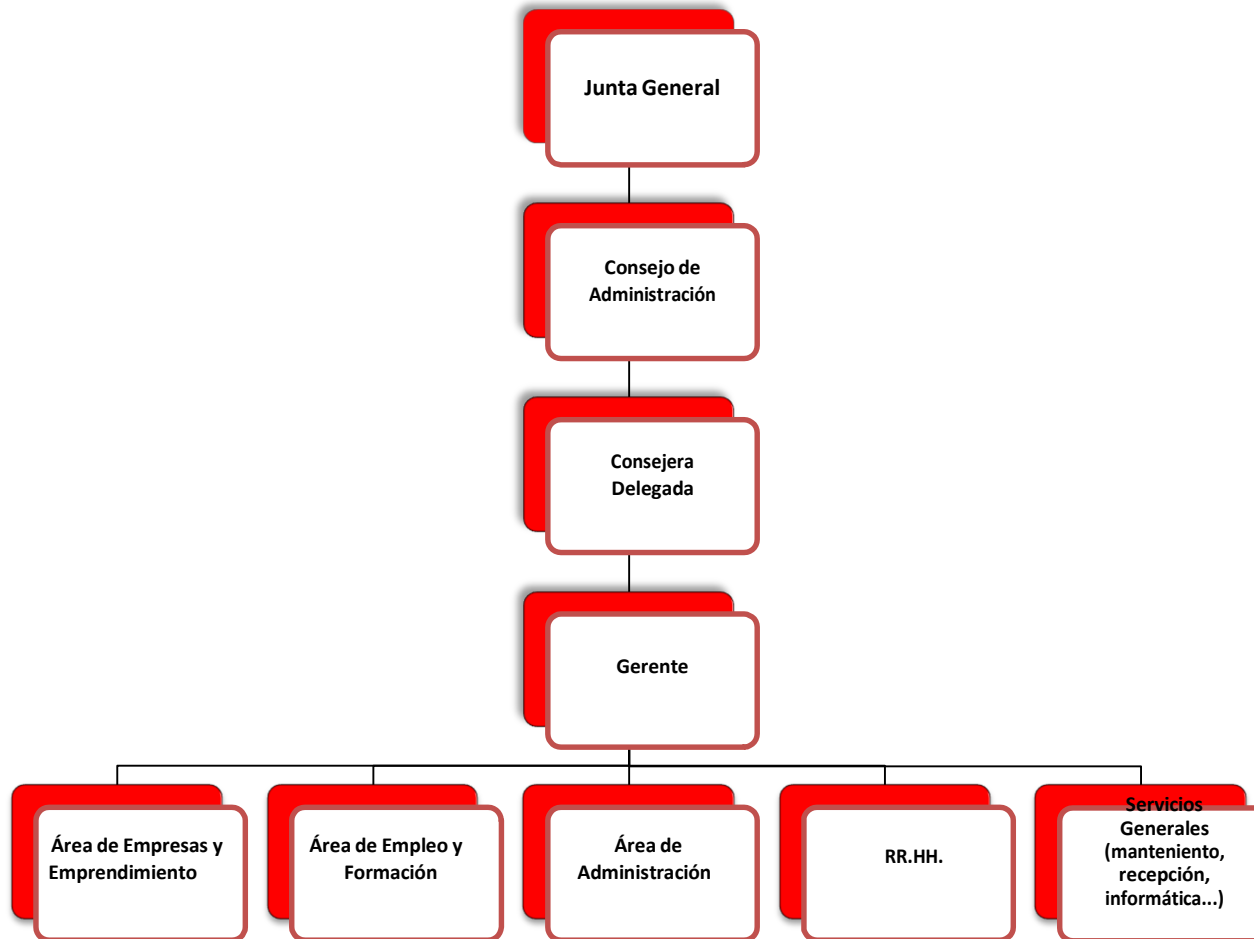 Junta General
Consejo de
Administración
Consejera
Delegada
Gerente
Área de Empresas y
Emprendimiento
Área de Empleo y
Formación
Área de
Administración
RR.HH.
Servicios
Generales
(manteniento,
recepción,
informática...)